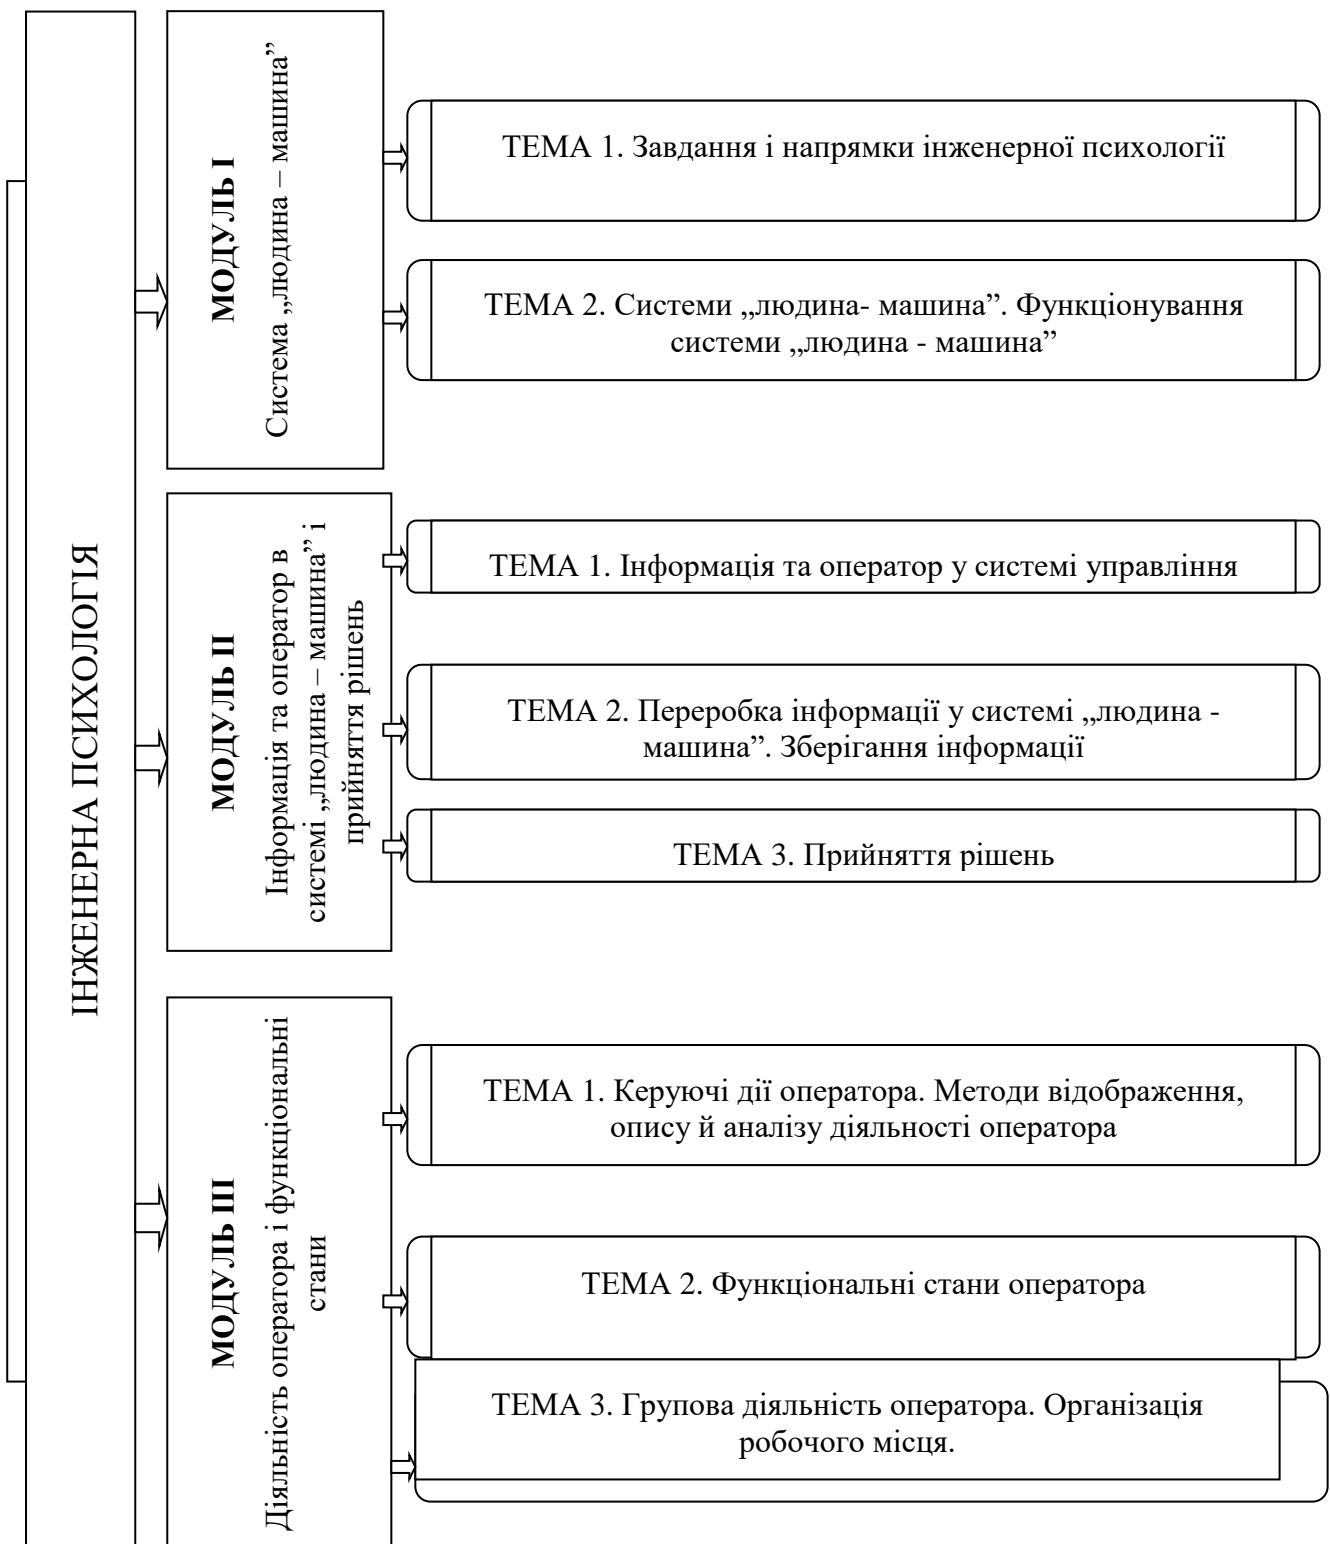 ІНЖЕНЕРНА ПСИХОЛОГІЯ
МОДУЛЬ І
Система „людина – машина”
ТЕМА 1. Завдання і напрямки інженерної психології
ТЕМА 2. Системи „людина- машина”. Функціонування
системи „людина - машина”
МОДУЛЬ ІІ
Інформація та оператор в
системі „людина – машина” і
прийняття рішень
ТЕМА 1. Інформація та оператор у системі управління
ТЕМА 2. Переробка інформації у системі „людина -
машина”. Зберігання інформації
ТЕМА 3. Прийняття рішень
МОДУЛЬ ІІІ
Діяльність оператора і функціональні
стани
ТЕМА 1. Керуючі дії оператора. Методи відображення,
опису й аналізу діяльності оператора
ТЕМА 2. Функціональні стани оператора
ТЕМА 3. Групова діяльність оператора. Організація
робочого місця.